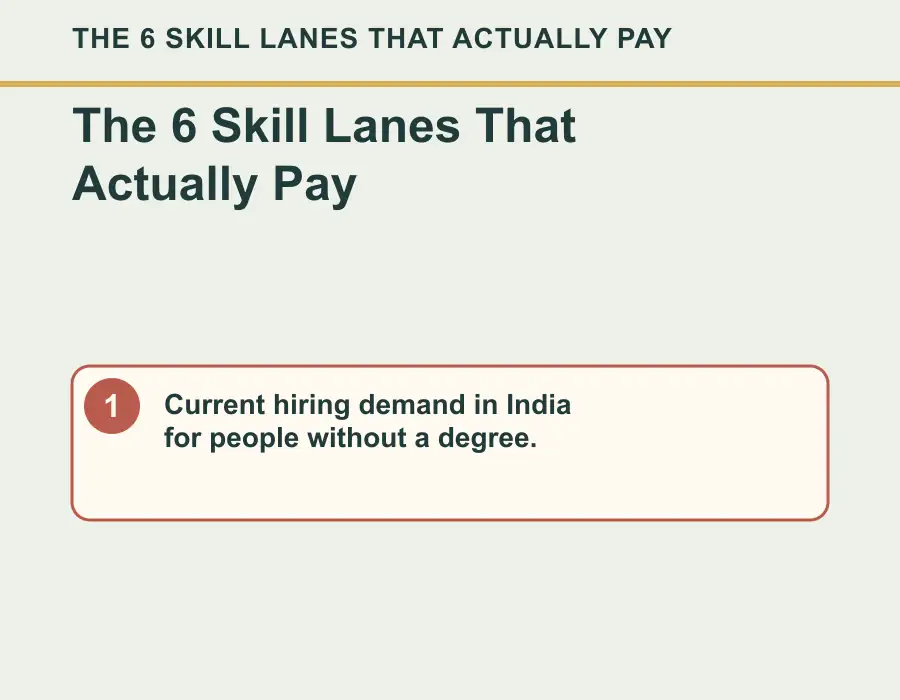 THE 6 SKILL LANES THAT ACTUALLY PAY
The 6 Skill Lanes That
Actually Pay
1
Current hiring demand in India
for people without a degree.